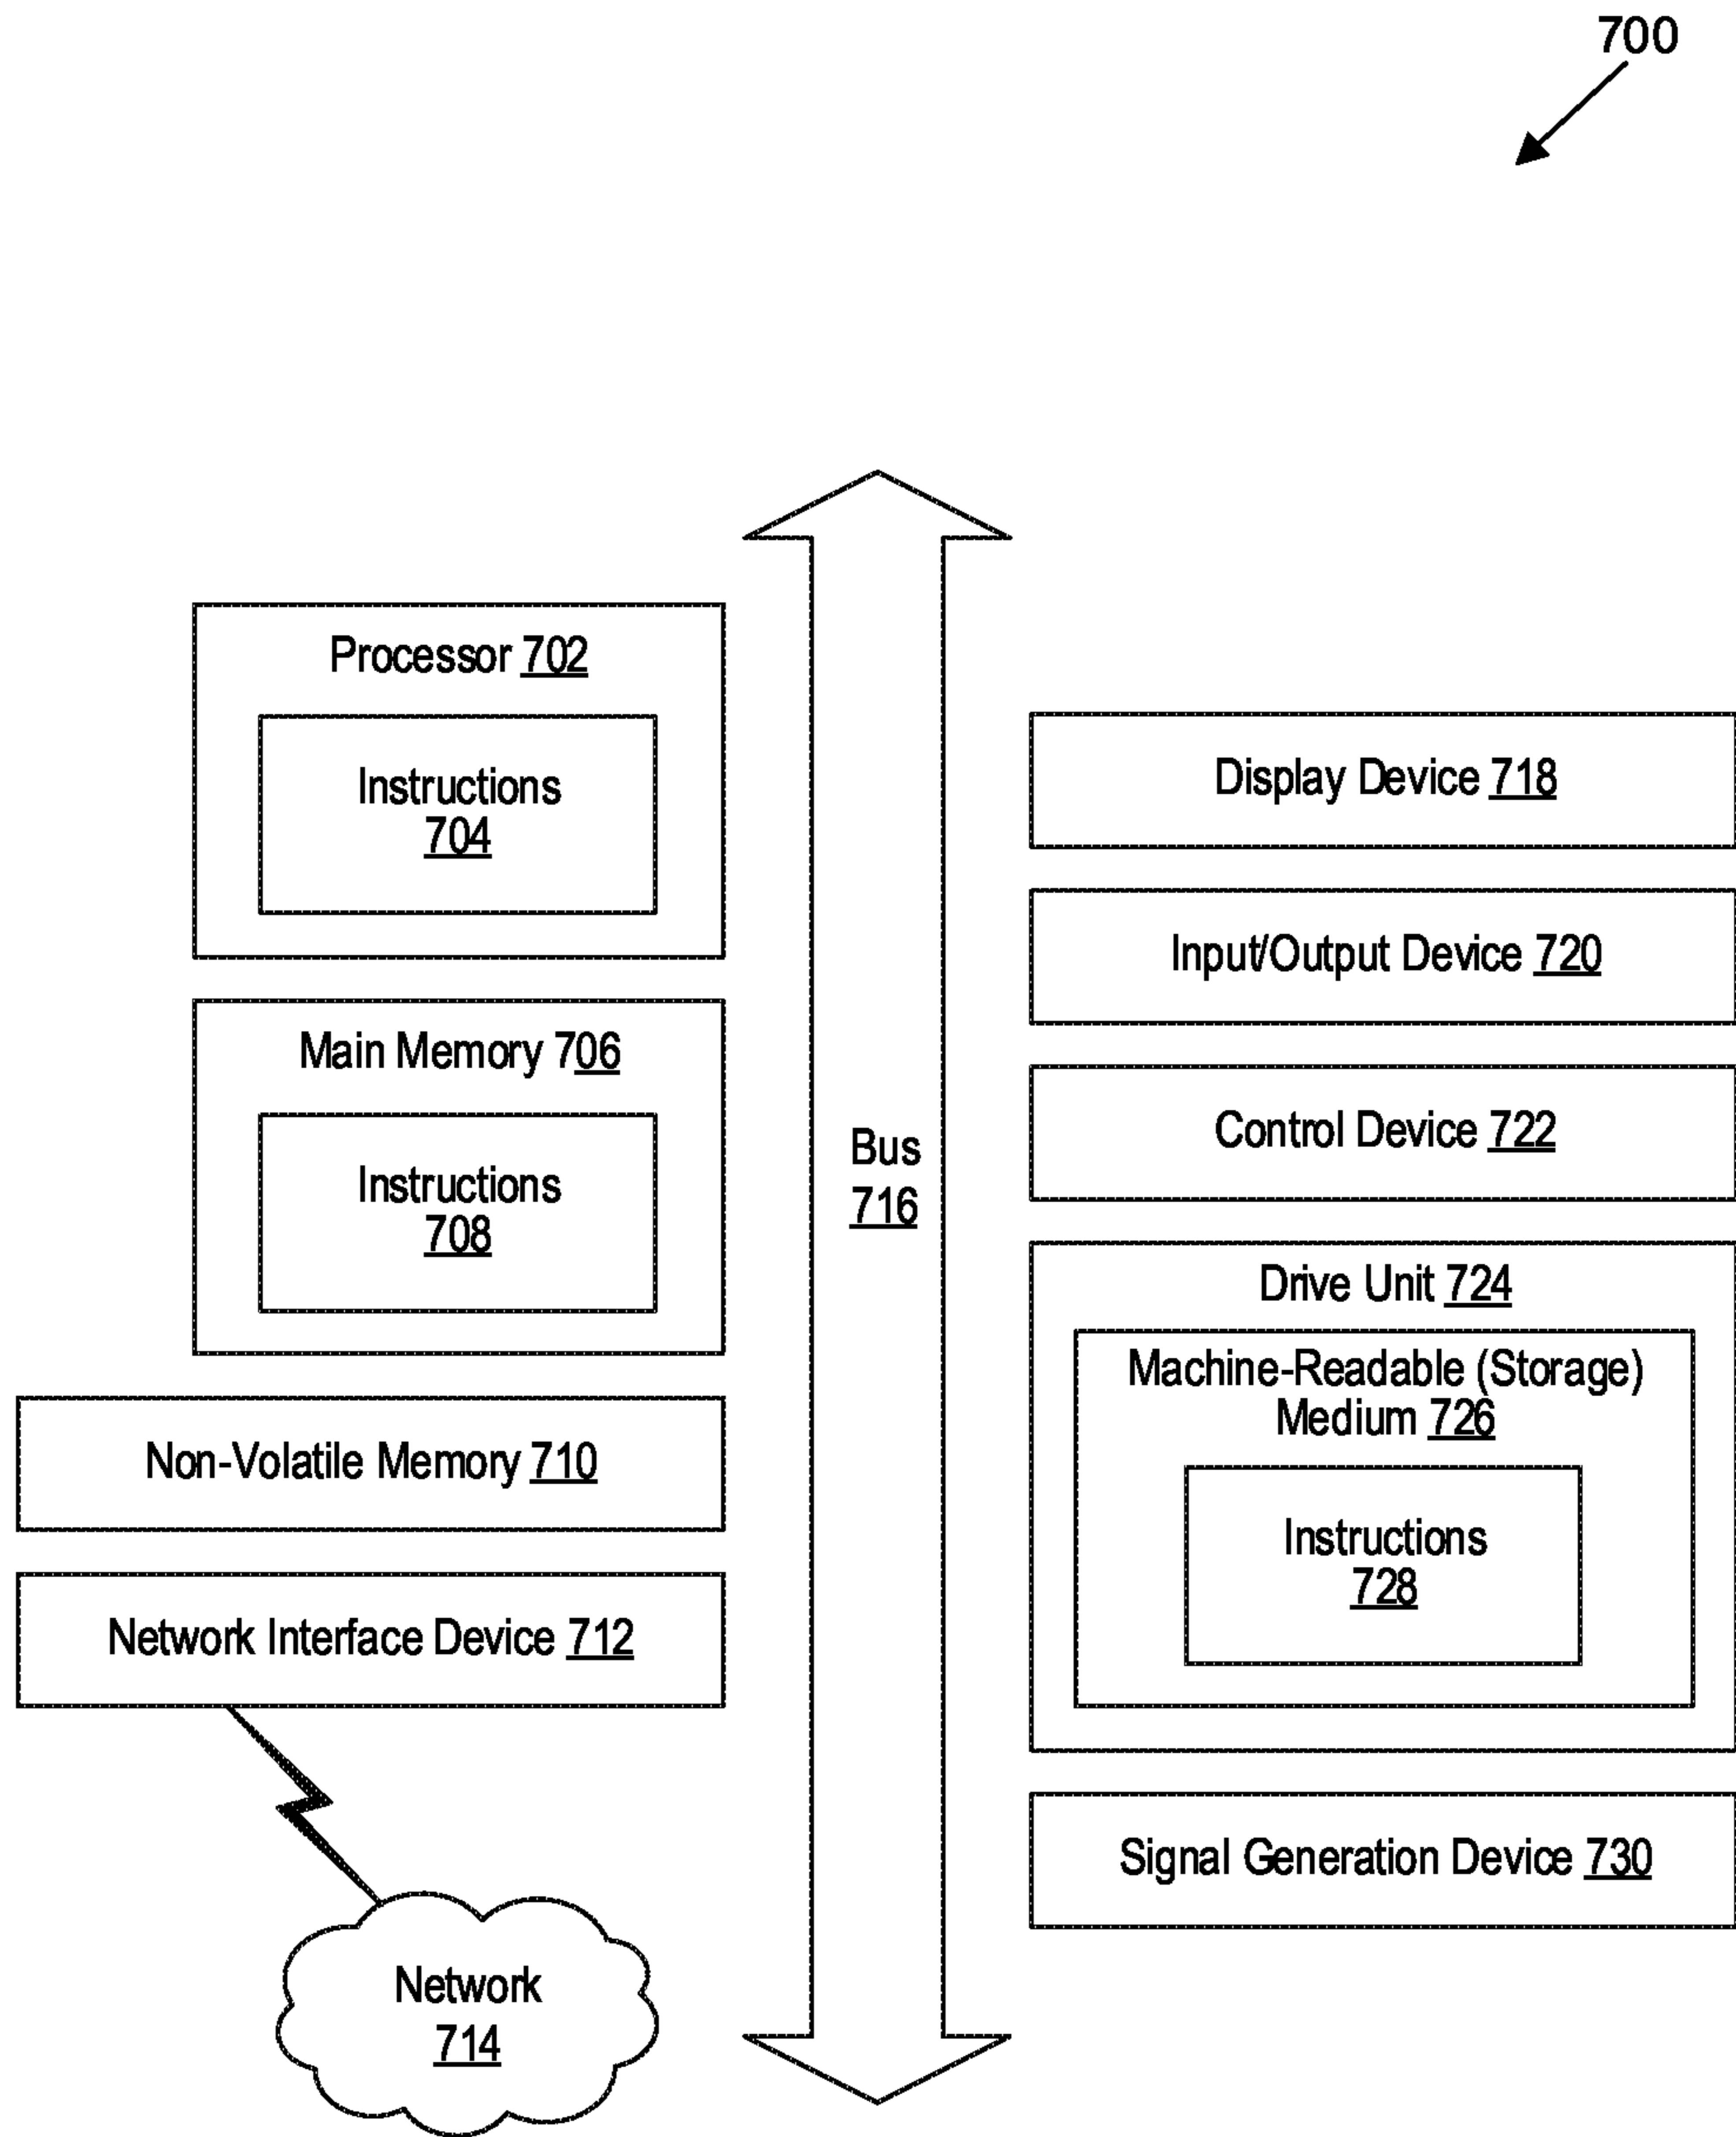 700
Processor 702
Instructions
704
Main Memory 706
Instructions
708
Non-Volatile Memory 710
Network Interface Device 712
Network
714
Bus
716
Display Device 718
Input/Output Device 720
Control Device 722
Drive Unit 724
Machine-Readable (Storage)
Medium 726
Instructions
728
Signal Generation Device 730